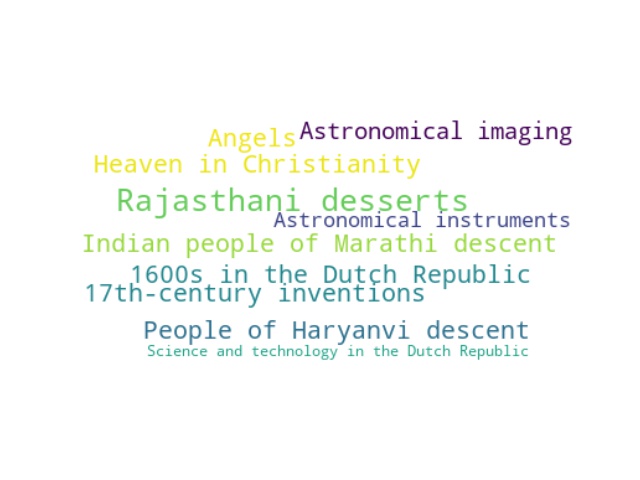 Astronomical imaging
Angels
Heaven in Christianity
Rajasthani desserts
Astronomical instruments
Indian people of Marathi descent
1600s in the Dutch Republic
17th-century inventions
People of Haryanvi descent
Science and technology in the Dutch Republic